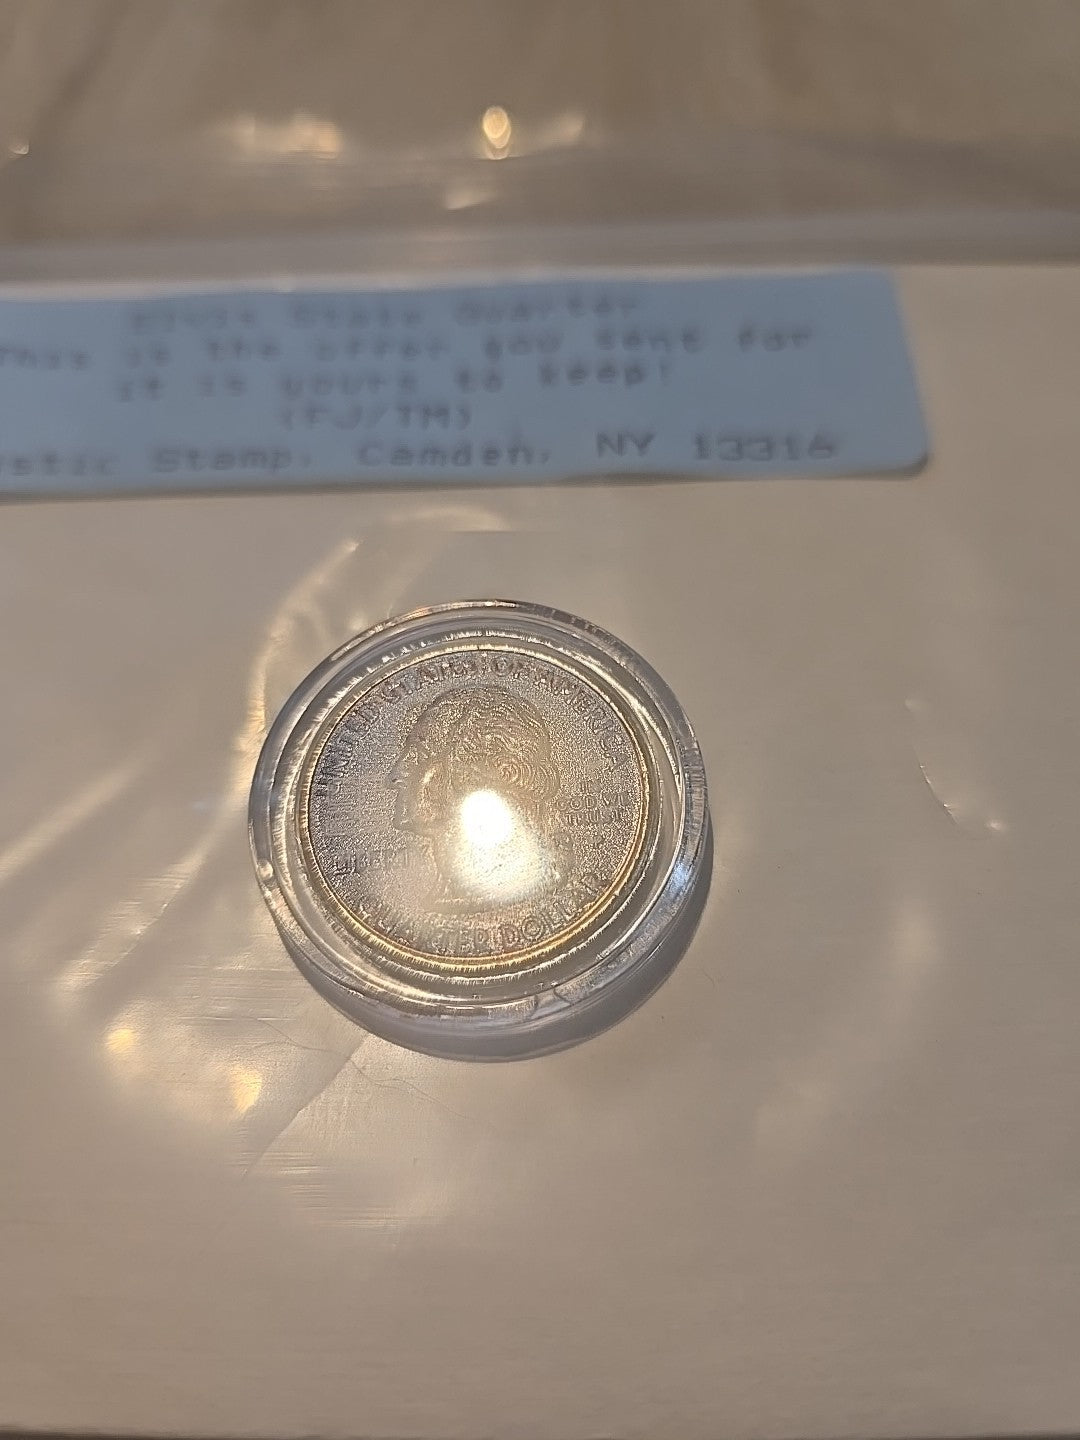 State Quarter
This is the offer you sent for
it is yours to keep!
(FJ/TM)
Stamp, Camden, NY 13316
UNITED STATES OF AMERICA
IN
GOD WE
TRUST
LIBERTY
QUARTER DOLLAR